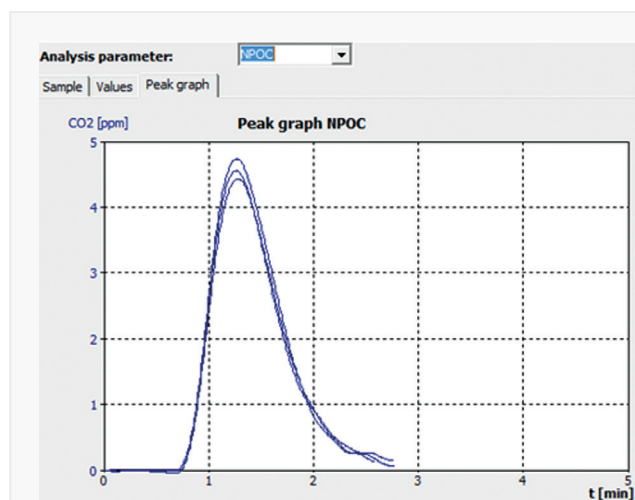 Analysis parameter: NPOC
Sample Values Peak graph
CO2 [ppm] Peak graph NPOC
5
4
3
2
1
0
0 1 2 3 4 5
t [min]